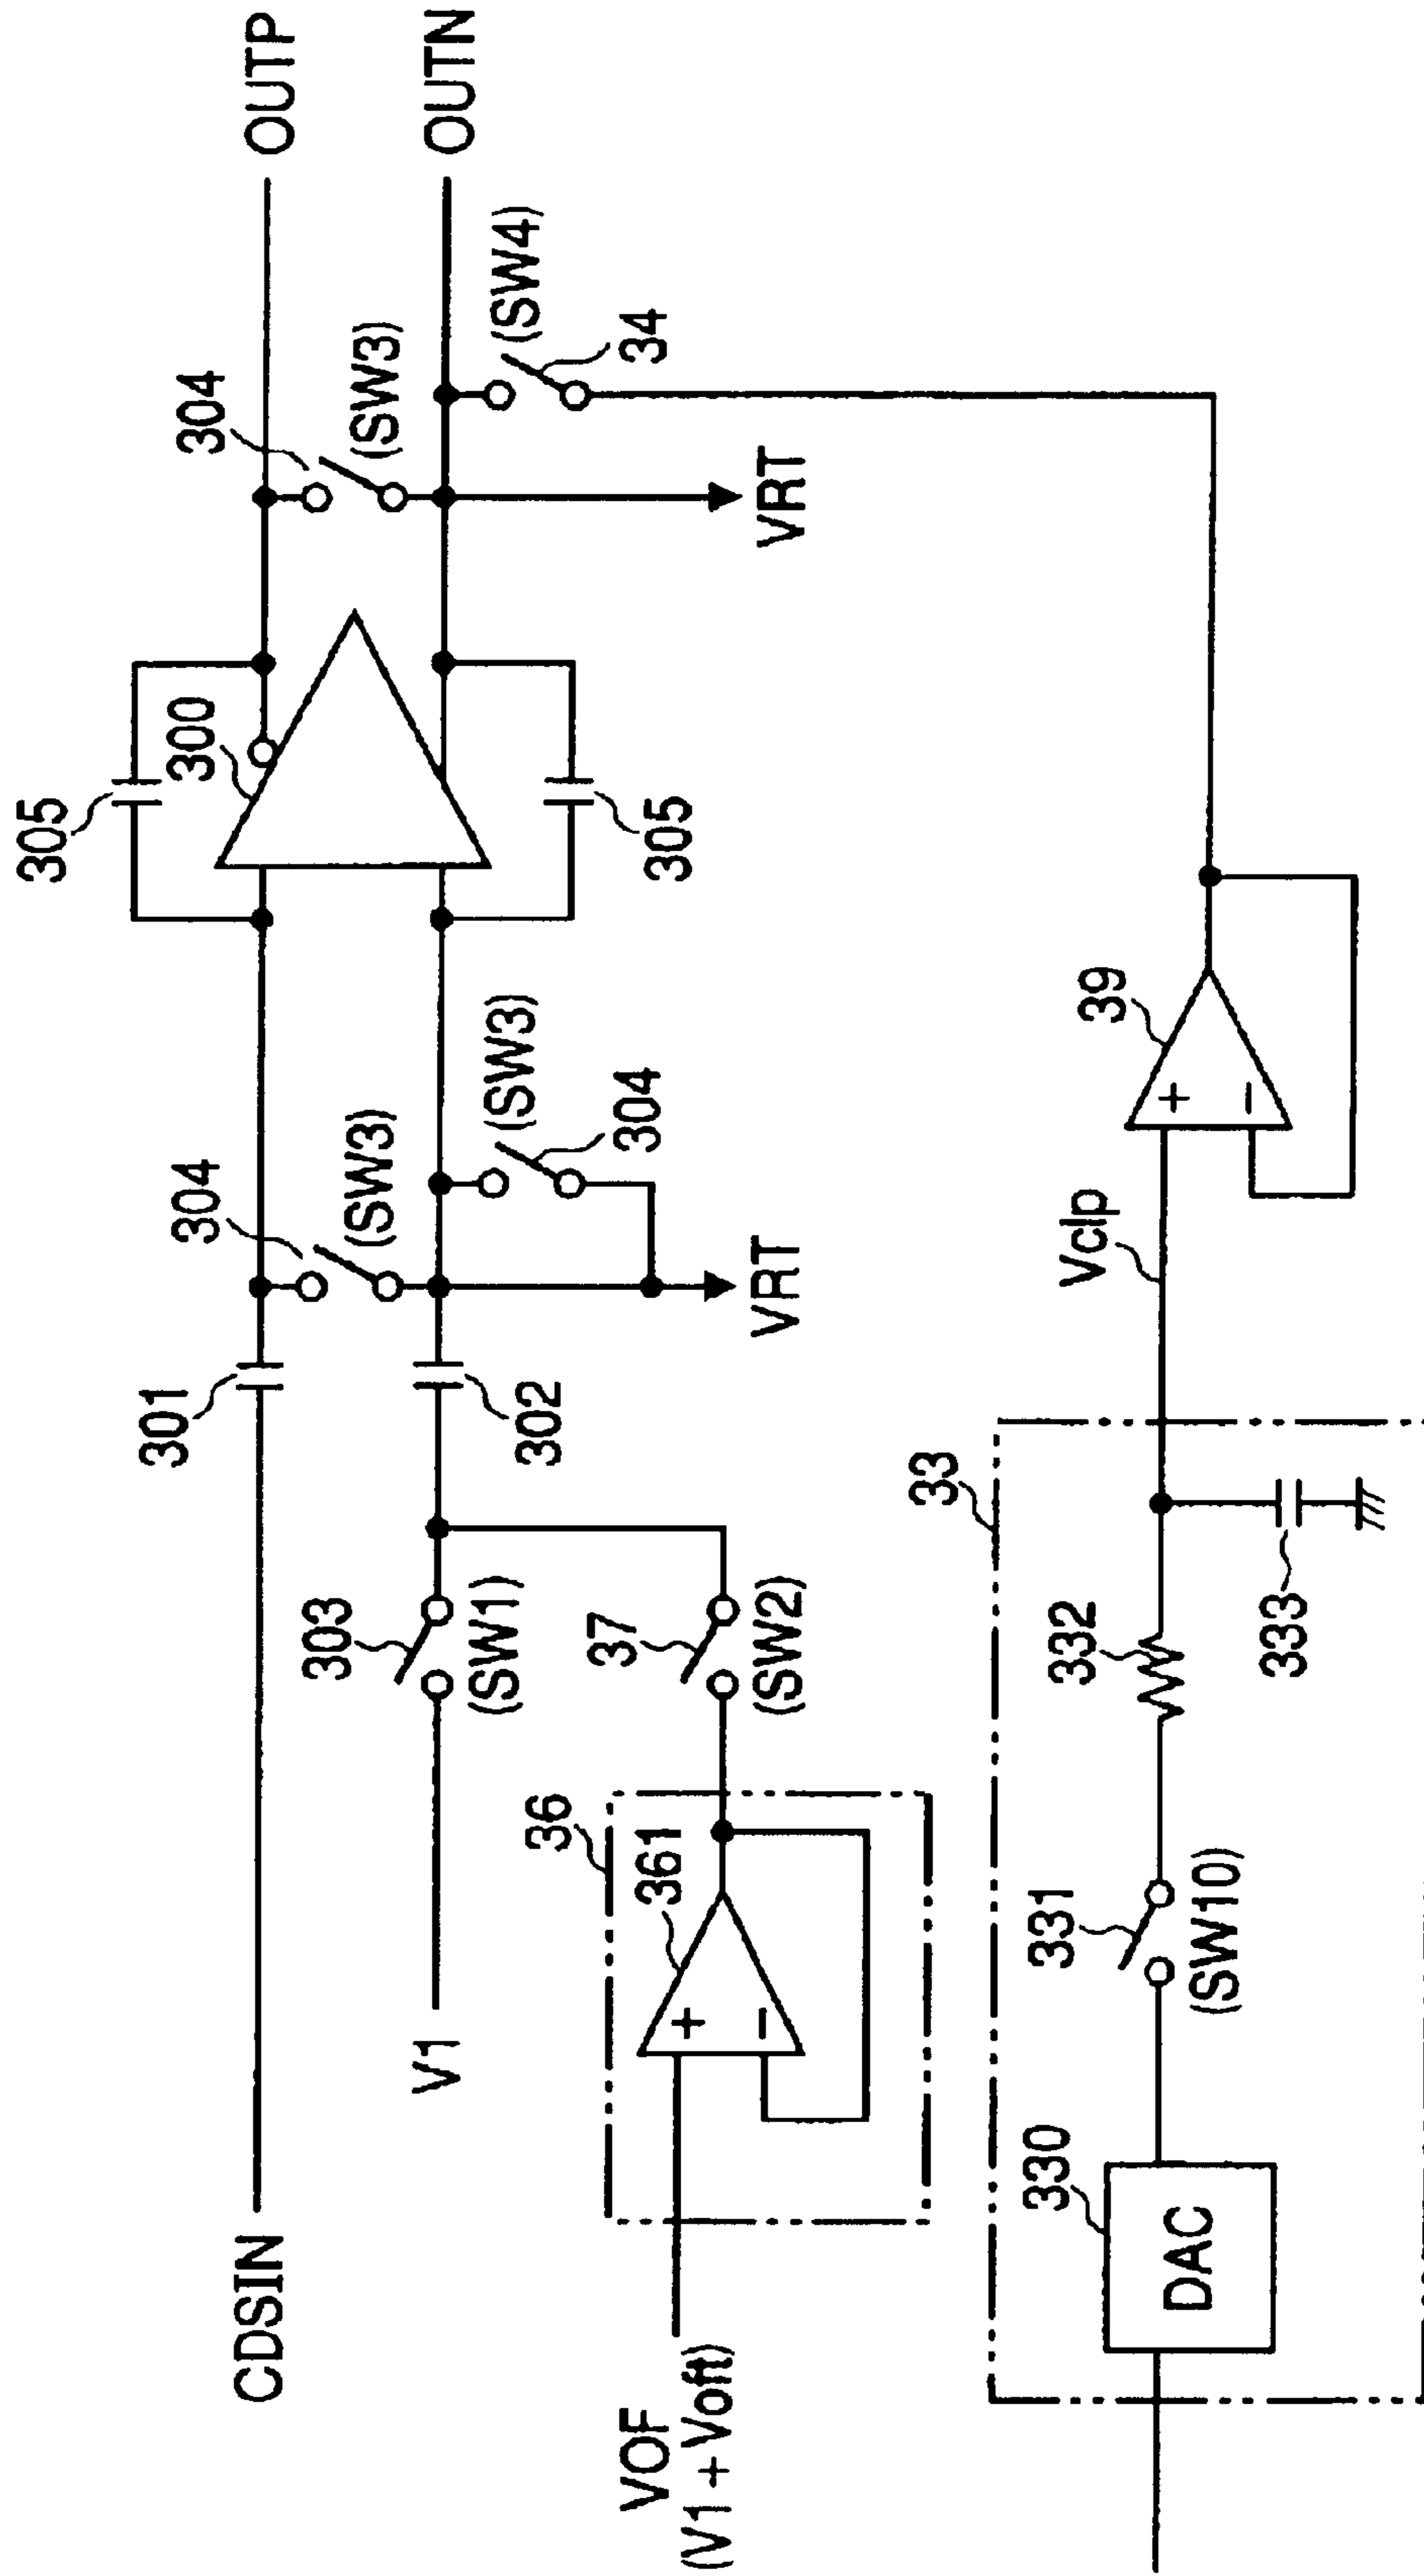 OUTP
OUTN
305
300
304
(SW3)
(SW4)
34
VRT
305
304
(SW3)
(SW3)
304
VRT
301
302
303
(SW1)
37
(SW2)
V1
CDSIN
36
361
+
−
VOF
(V1+Voft)
39
+
−
Vclp
33
332
333
331
(SW10)
330
DAC